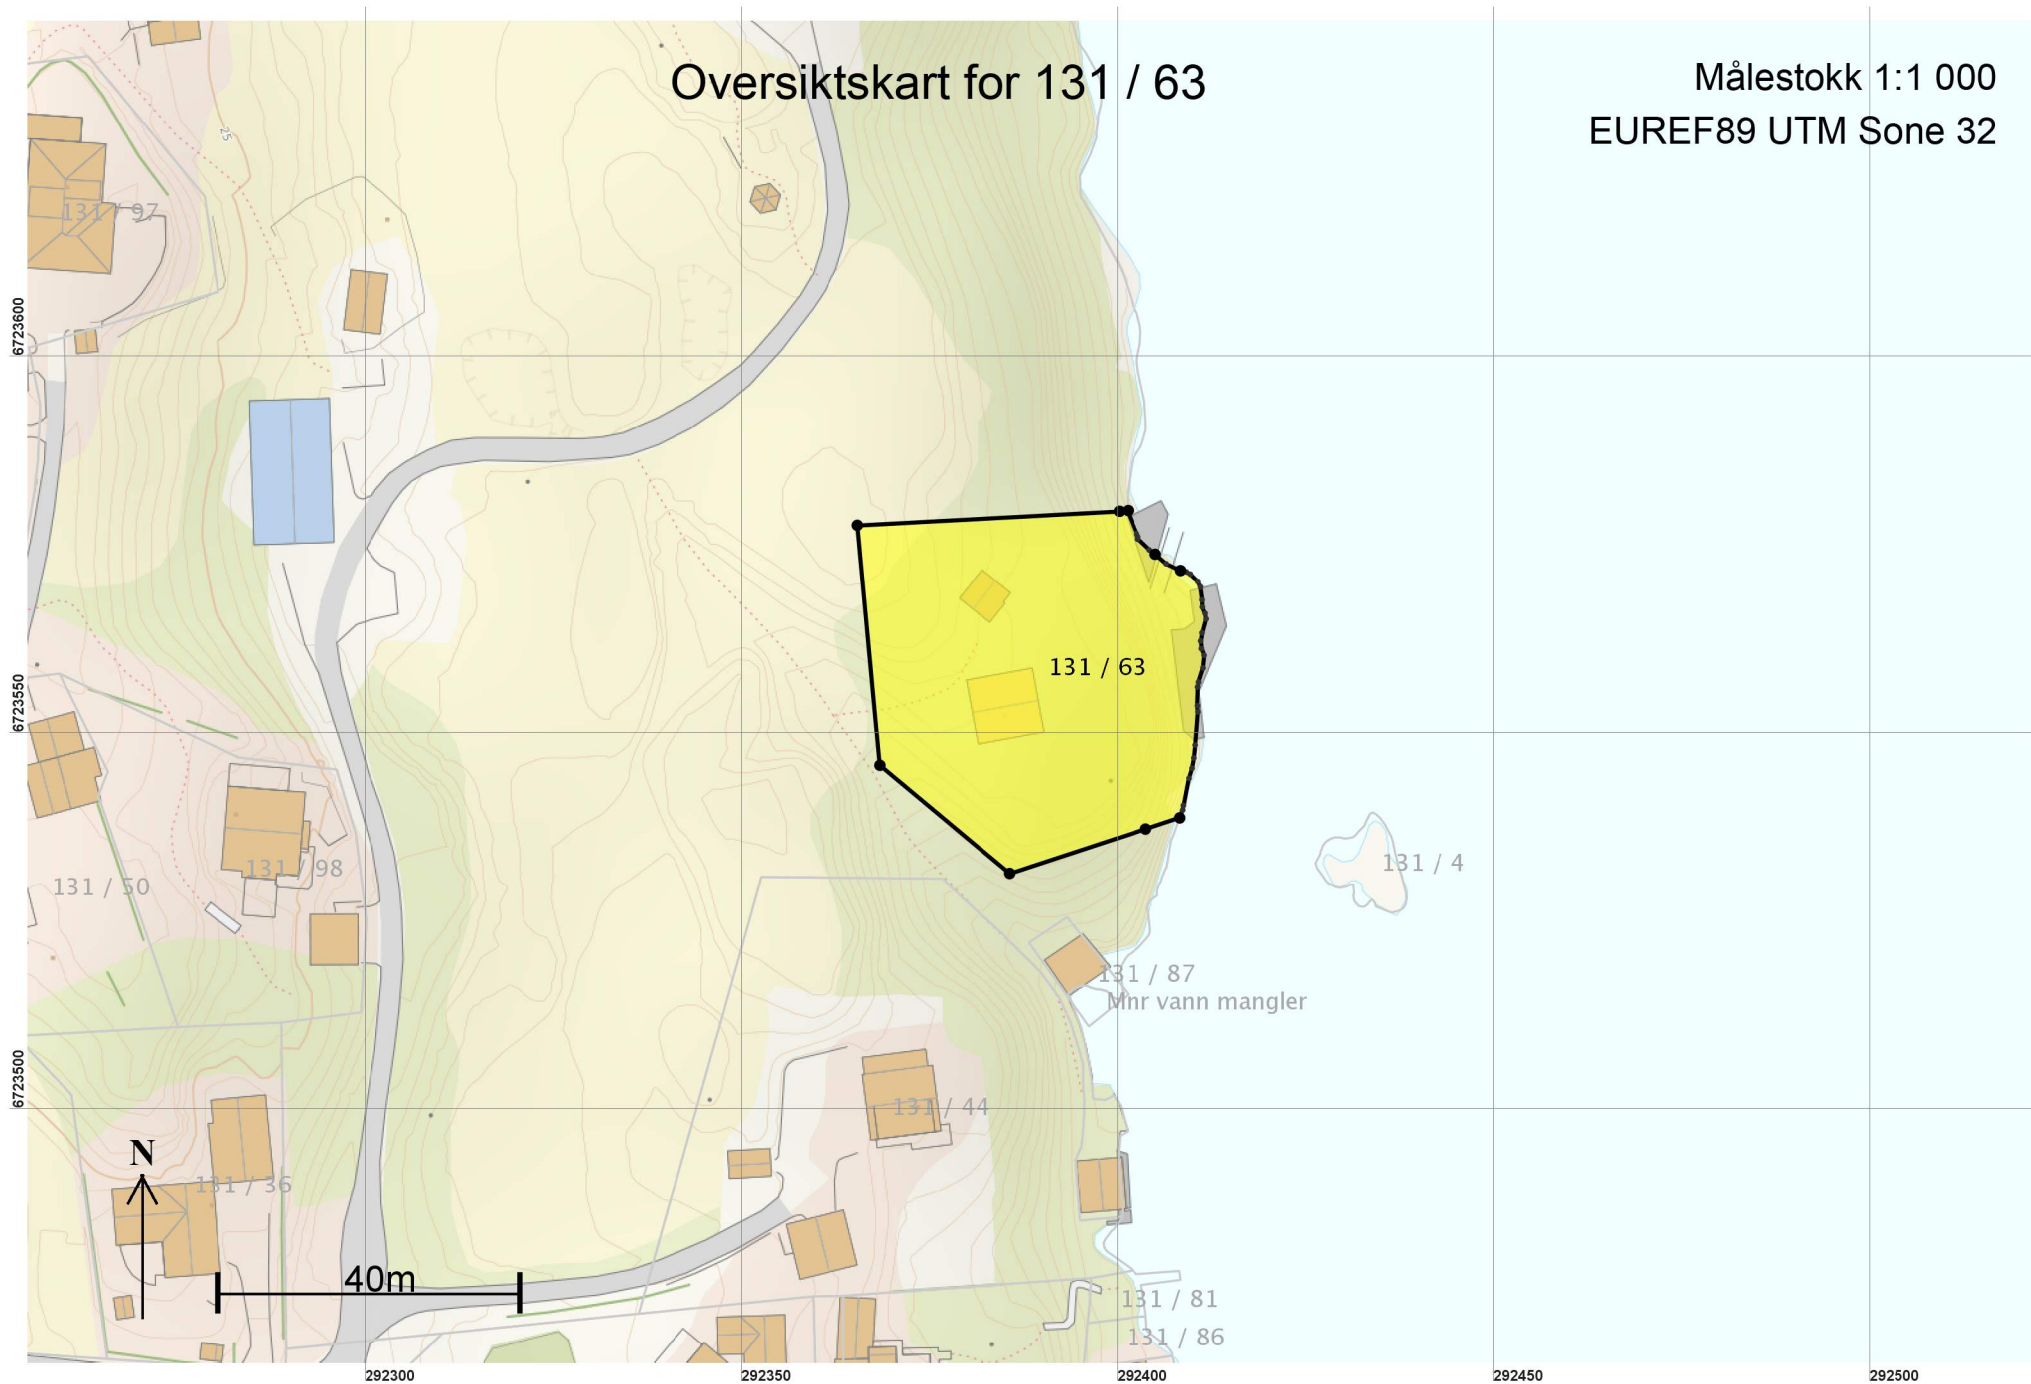 Oversiktskart for 131 / 63
Målestokk 1:1 000
EUREF89 UTM Sone 32
25
131 / 97
6723600
131 / 63
6723550
131 / 4
131 / 98
131 / 50
131 / 87
Mnr vann mangler
6723500
131 / 44
N
131 / 36
40m
131 / 81
131 / 86
292300
292350
292400
292450
292500